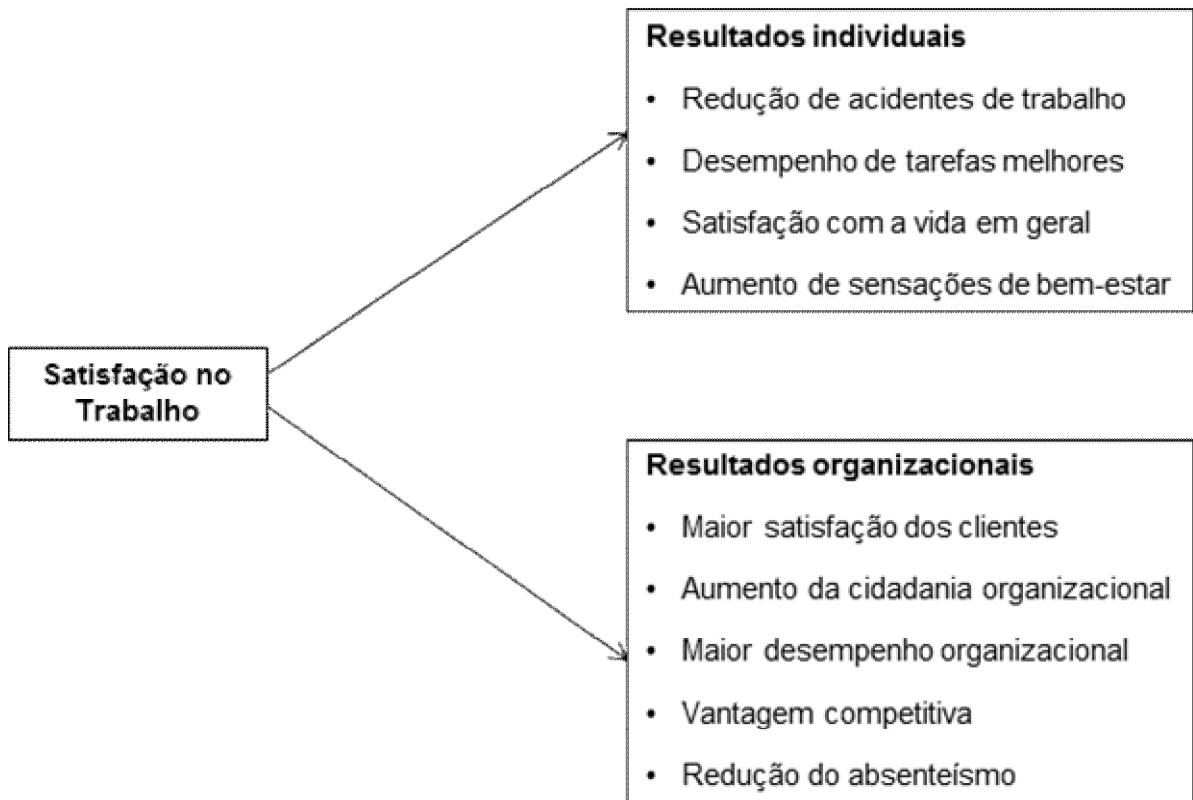 Resultados individuais
• Redução de acidentes de trabalho
• Desempenho de tarefas melhores
• Satisfação com a vida em geral
• Aumento de sensações de bem-estar
Satisfação no
Trabalho
Resultados organizacionais
• Maior satisfação dos clientes
• Aumento da cidadania organizacional
• Maior desempenho organizacional
• Vantagem competitiva
• Redução do absenteísmo